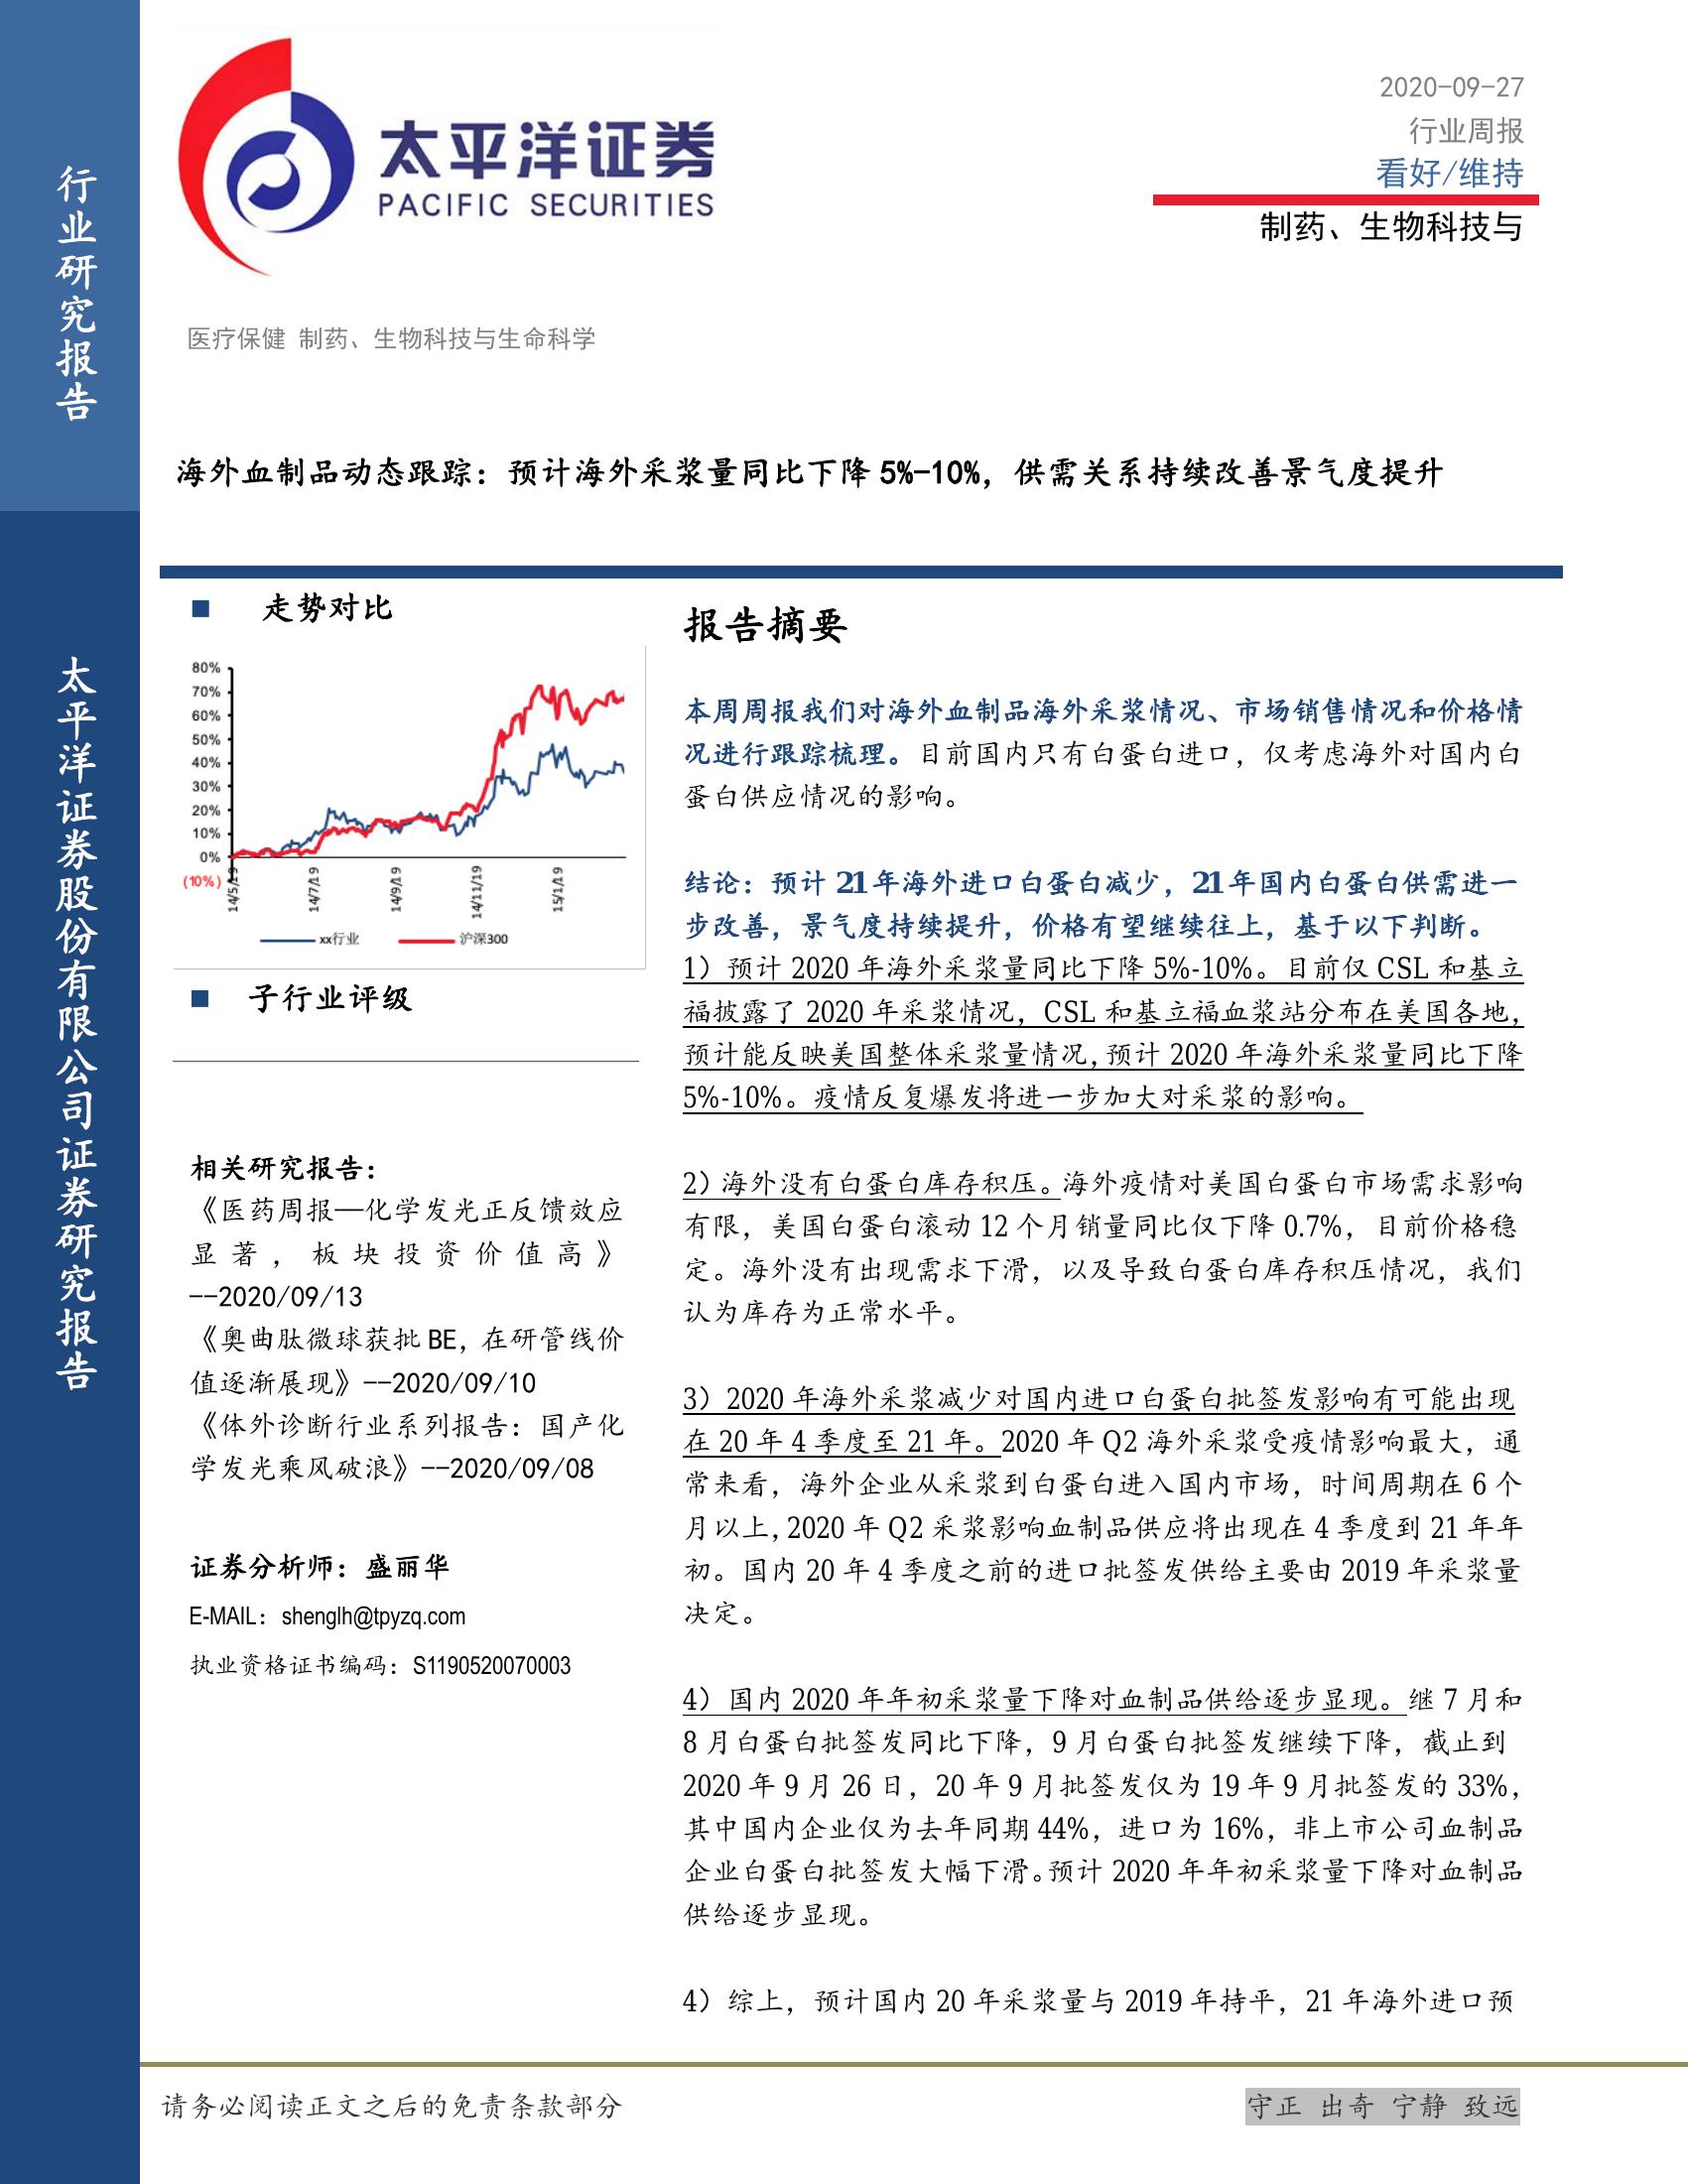 行业研究报告
太平洋证券股份有限公司证券研究报告
太平洋证券
PACIFIC SECURITIES
2020-09-27
行业周报
看好/维持
制药、生物科技与
医疗保健 制药、生物科技与生命科学
海外血制品动态跟踪：预计海外采浆量同比下降 5%-10%，供需关系持续改善景气度提升
■ 走势对比
80%
70%
60%
50%
40%
30%
20%
10%
0%
(10%)
14/5/19
14/7/19
14/9/19
14/11/19
15/1/19
xx行业 沪深300
■ 子行业评级
相关研究报告：
《医药周报—化学发光正反馈效应
显著，板块投资价值高》
--2020/09/13
《奥曲肽微球获批 BE，在研管线价
值逐渐展现》--2020/09/10
《体外诊断行业系列报告：国产化
学发光乘风破浪》--2020/09/08
证券分析师：盛丽华
E-MAIL：shenglh@tpyzq.com
执业资格证书编码：S1190520070003
报告摘要
本周周报我们对海外血制品海外采浆情况、市场销售情况和价格情
况进行跟踪梳理。目前国内只有白蛋白进口，仅考虑海外对国内白
蛋白供应情况的影响。
结论：预计 21 年海外进口白蛋白减少，21 年国内白蛋白供需进一
步改善，景气度持续提升，价格有望继续往上，基于以下判断。
1）预计 2020 年海外采浆量同比下降 5%-10%。目前仅 CSL 和基立
福披露了 2020 年采浆情况，CSL 和基立福血浆站分布在美国各地，
预计能反映美国整体采浆量情况，预计 2020 年海外采浆量同比下降
5%-10%。疫情反复爆发将进一步加大对采浆的影响。
2）海外没有白蛋白库存积压。海外疫情对美国白蛋白市场需求影响
有限，美国白蛋白滚动 12 个月销量同比仅下降 0.7%，目前价格稳
定。海外没有出现需求下滑，以及导致白蛋白库存积压情况，我们
认为库存为正常水平。
3）2020 年海外采浆减少对国内进口白蛋白批签发影响有可能出现
在 20 年 4 季度至 21 年。2020 年 Q2 海外采浆受疫情影响最大，通
常来看，海外企业从采浆到白蛋白进入国内市场，时间周期在 6 个
月以上，2020 年 Q2 采浆影响血制品供应将出现在 4 季度到 21 年年
初。国内 20 年 4 季度之前的进口批签发供给主要由 2019 年采浆量
决定。
4）国内 2020 年年初采浆量下降对血制品供给逐步显现。继 7 月和
8 月白蛋白批签发同比下降，9 月白蛋白批签发继续下降，截止到
2020 年 9 月 26 日，20 年 9 月批签发仅为 19 年 9 月批签发的 33%，
其中国内企业仅为去年同期 44%，进口为 16%，非上市公司血制品
企业白蛋白批签发大幅下滑。预计 2020 年年初采浆量下降对血制品
供给逐步显现。
4）综上，预计国内 20 年采浆量与 2019 年持平，21 年海外进口预
请务必阅读正文之后的免责条款部分
守正 出奇 宁静 致远